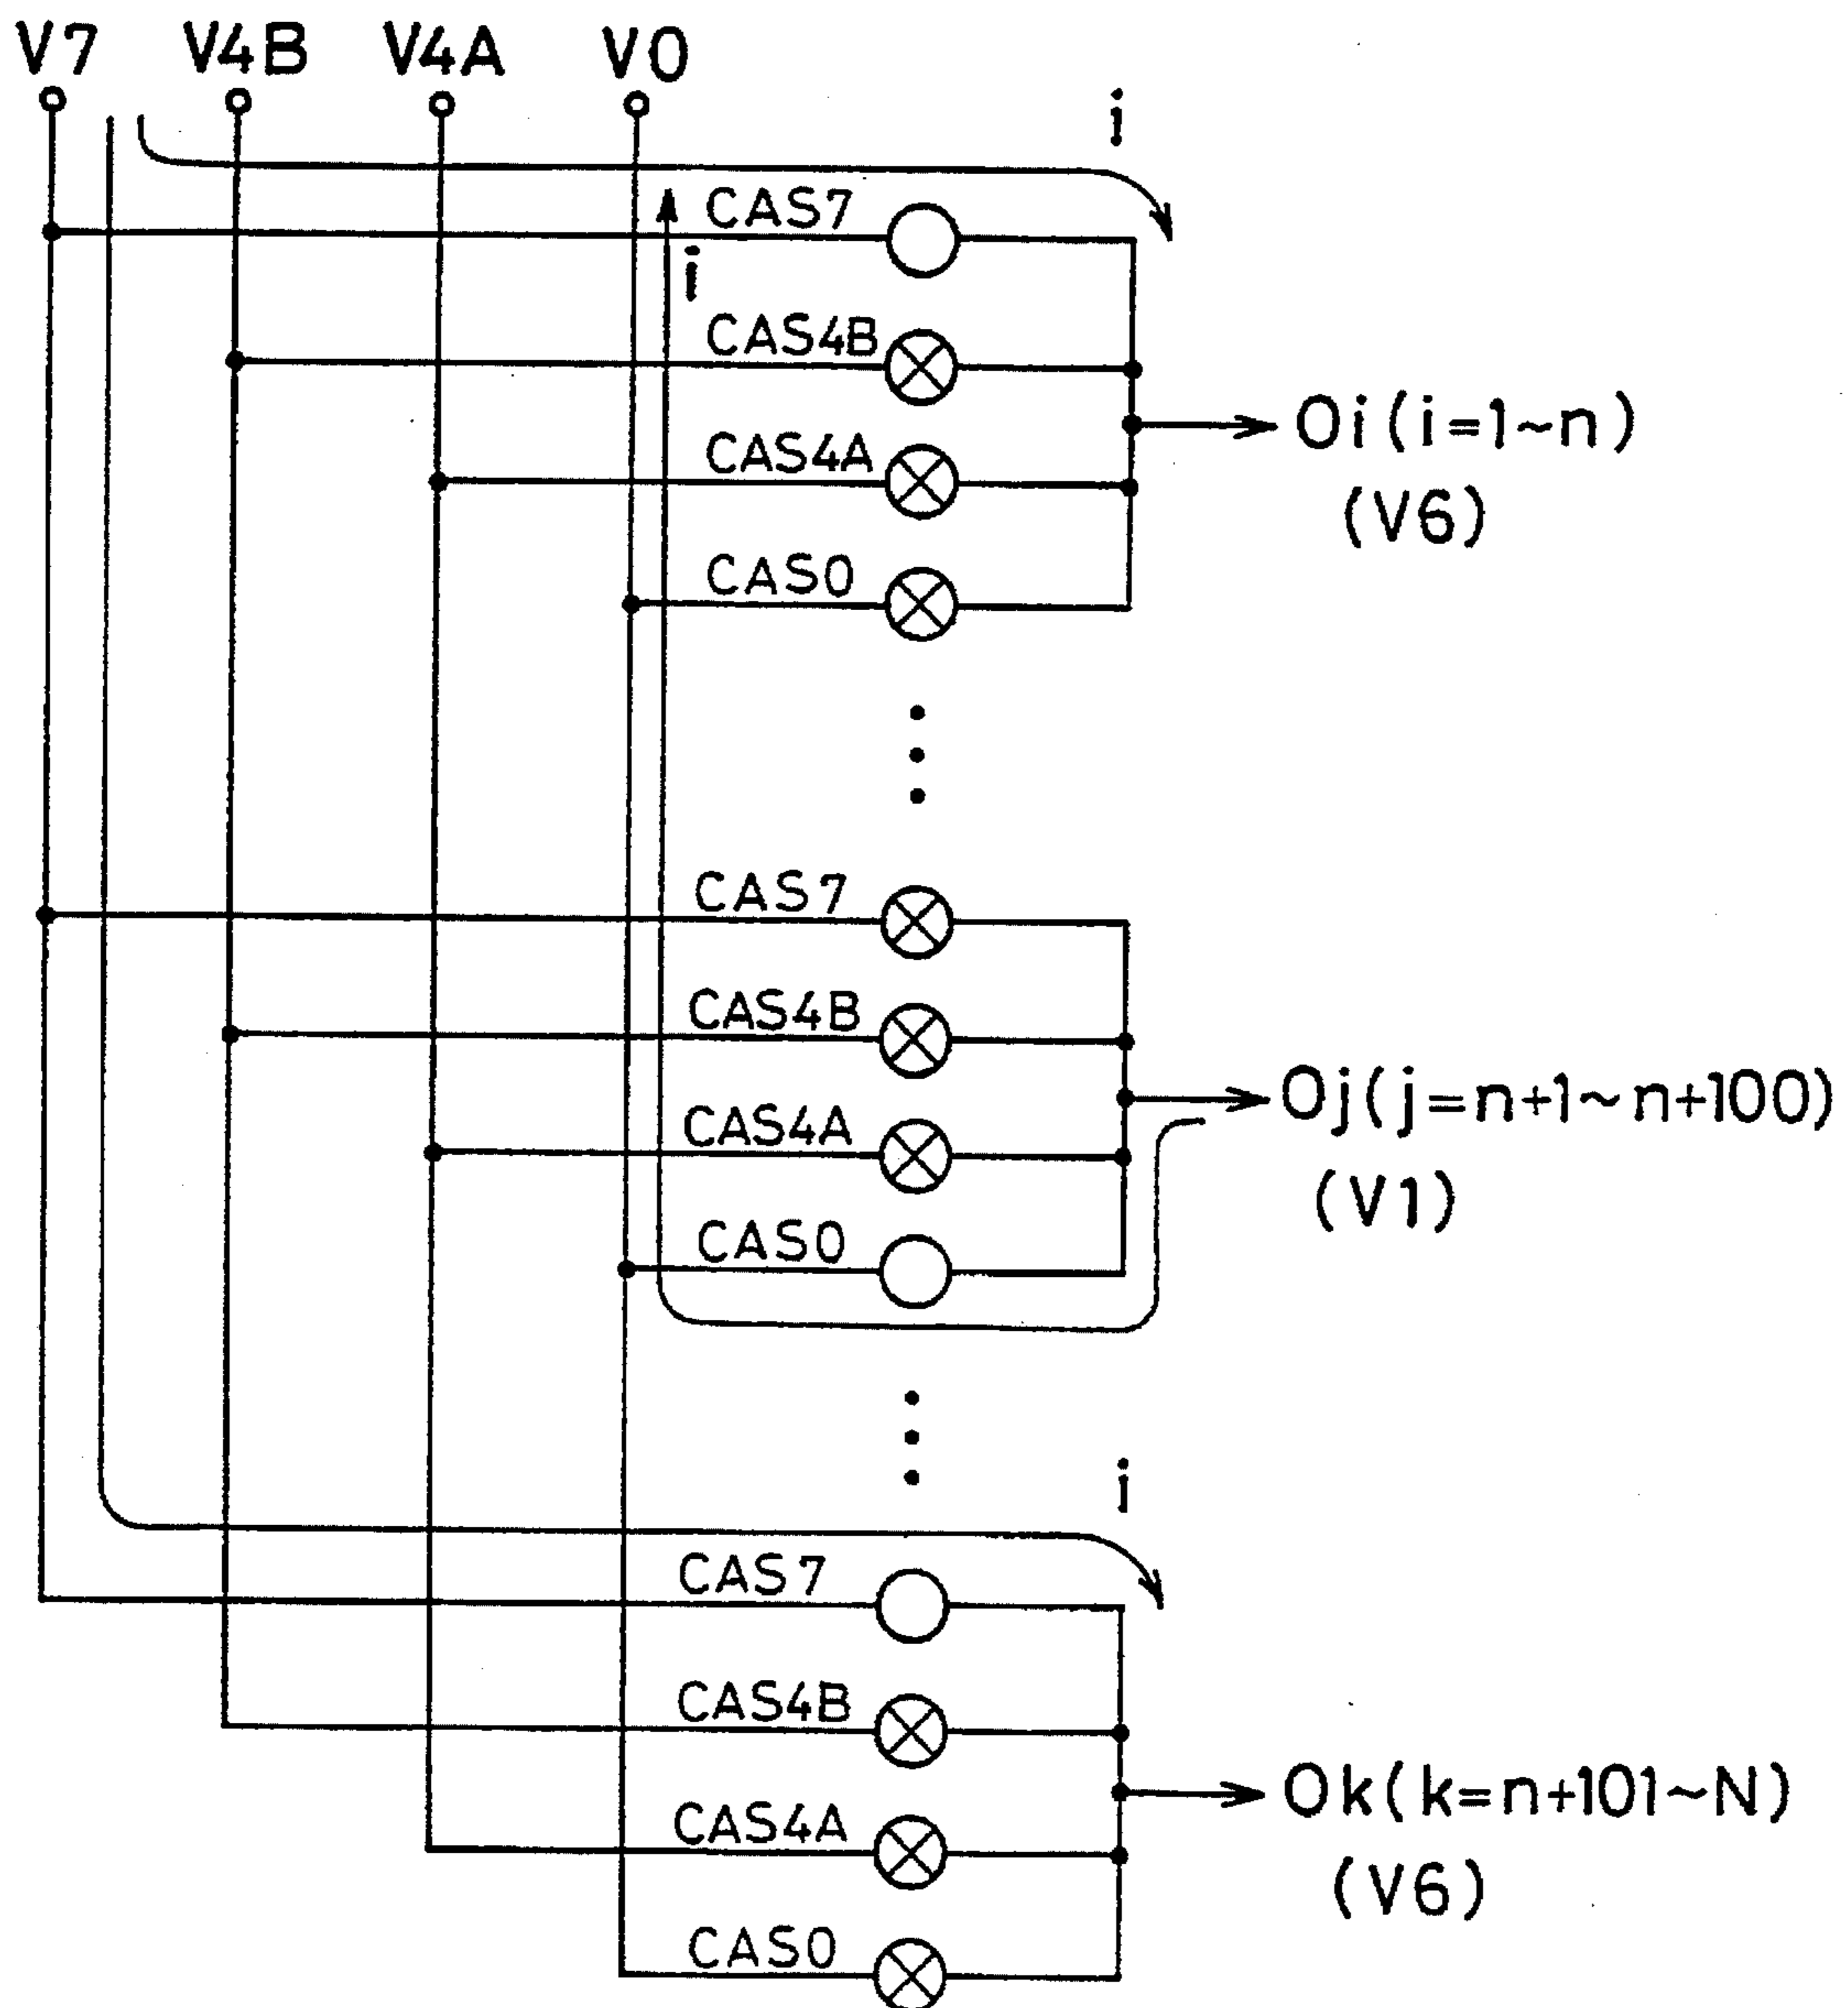 V7 V4B V4A V0
i
CAS7
i
CAS4B
Oi(i=1~n)
CAS4A
(V6)
CAS0
CAS7
CAS4B
Oj(j=n+1~n+100)
CAS4A
(V1)
CAS0
i
CAS7
CAS4B
Ok(k=n+101~N)
CAS4A
(V6)
CAS0